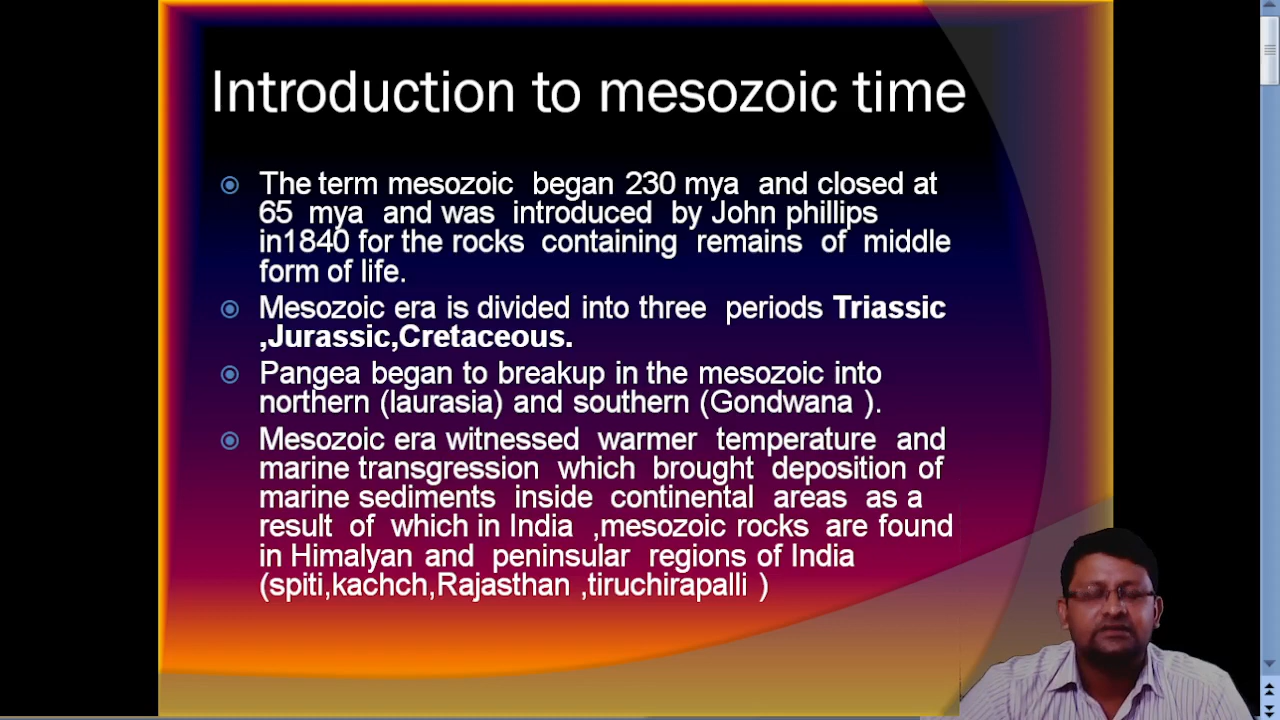 Introduction to mesozoic time
The term mesozoic began 230 mya and closed at
65 mya and was introduced by John phillips
in1840 for the rocks containing remains of middle
form of life.
Mesozoic era is divided into three periods Triassic
,Jurassic,Cretaceous.
Pangea began to breakup in the mesozoic into
northern (laurasia) and southern (Gondwana ).
Mesozoic era witnessed warmer temperature and
marine transgression which brought deposition of
marine sediments inside continental areas as a
result of which in India ,mesozoic rocks are found
in Himalyan and peninsular regions of India
(spiti,kachch,Rajasthan ,tiruchirapalli )